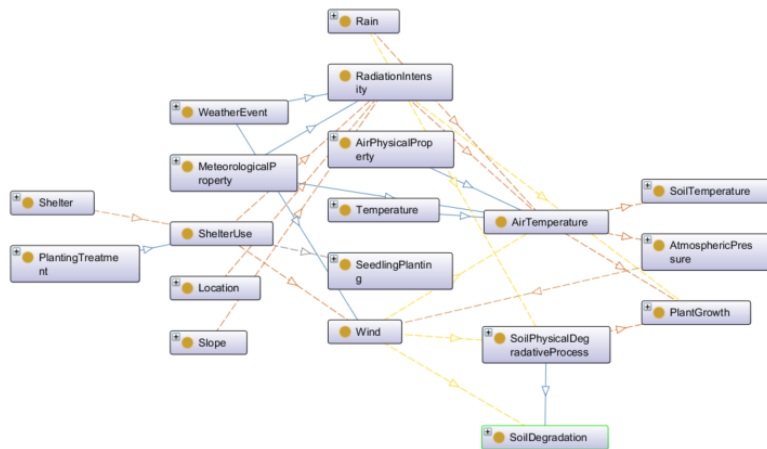 Rain
RadiationIntens
ity
WeatherEvent
AirPhysicalProp
erty
MeteorologicalP
roperty
SoilTemperature
Shelter
Temperature
AirTemperature
ShelterUse
AtmosphericPres
sure
PlantingTreatme
nt
SeedlingPlantin
g
Location
PlantGrowth
Wind
Slope
SoilPhysicalDeg
radativeProcess
SoilDegradation